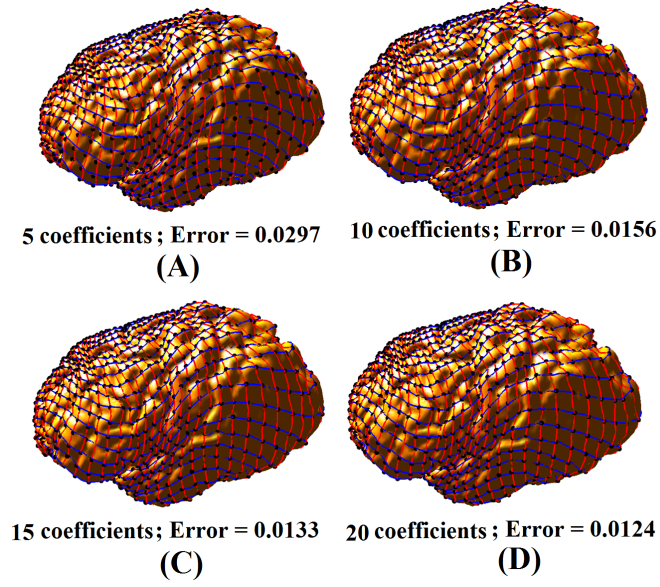 5 coefficients; Error = 0.0297
(A)
10 coefficients; Error = 0.0156
(B)
15 coefficients; Error = 0.0133
(C)
20 coefficients; Error = 0.0124
(D)